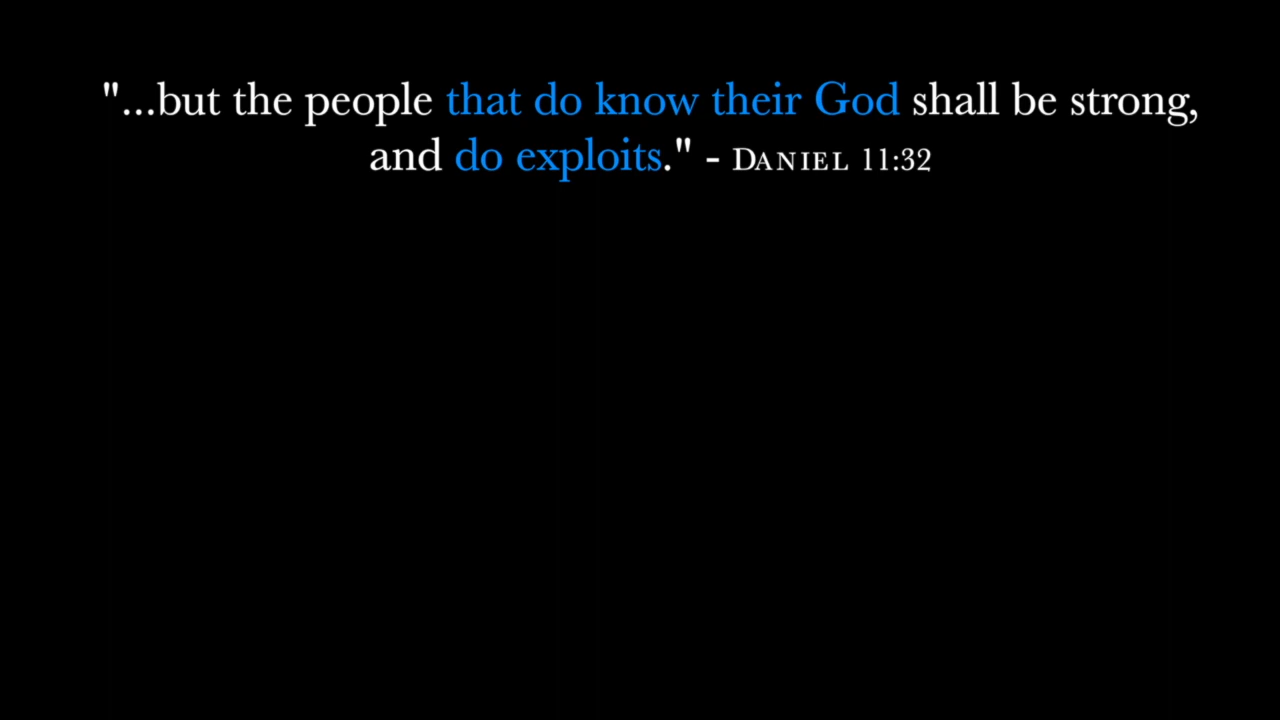 "...but the people that do know their God shall be strong,
and do exploits." - Daniel 11:32